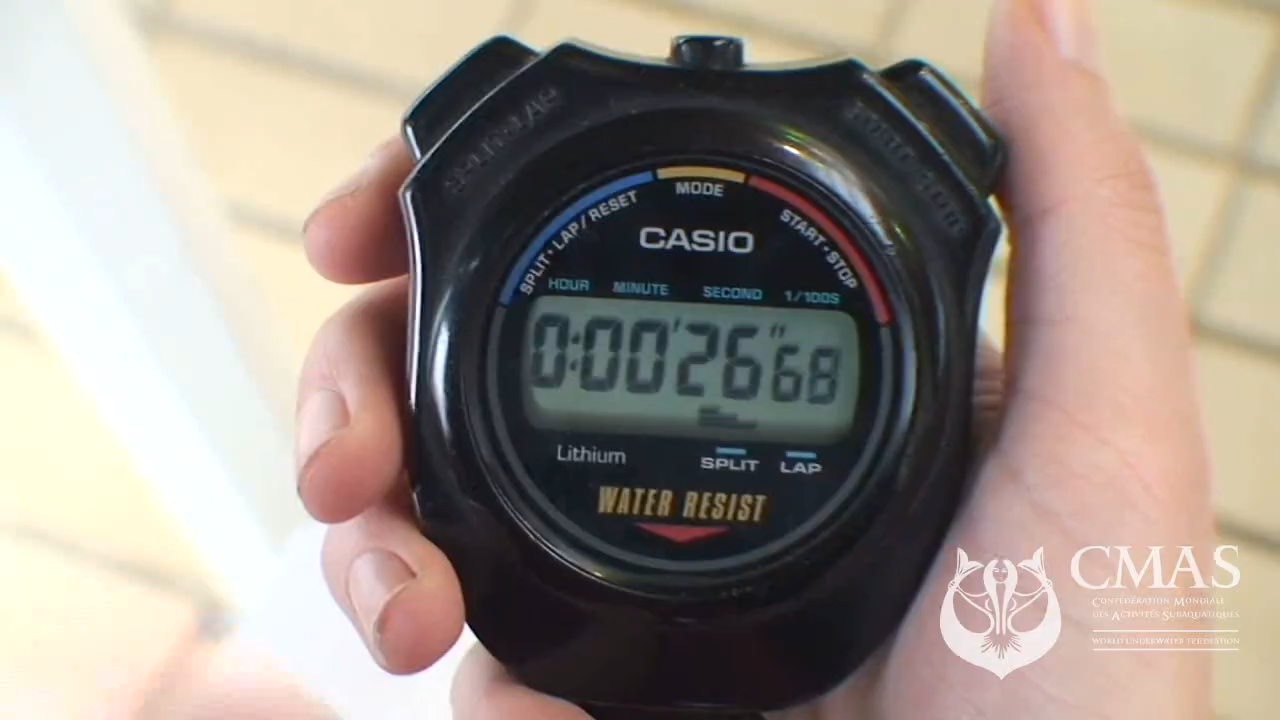 SPLIT•LAP/RESET
MODE
START•STOP
CASIO
HOUR MINUTE SECOND 1/100S
0:00'26"68
Lithium
SPLIT LAP
WATER RESIST
CMAS
CONFÉDÉRATION MONDIALE
DES ACTIVITÉS SUBAQUATIQUES
WORLD UNDERWATER FEDERATION